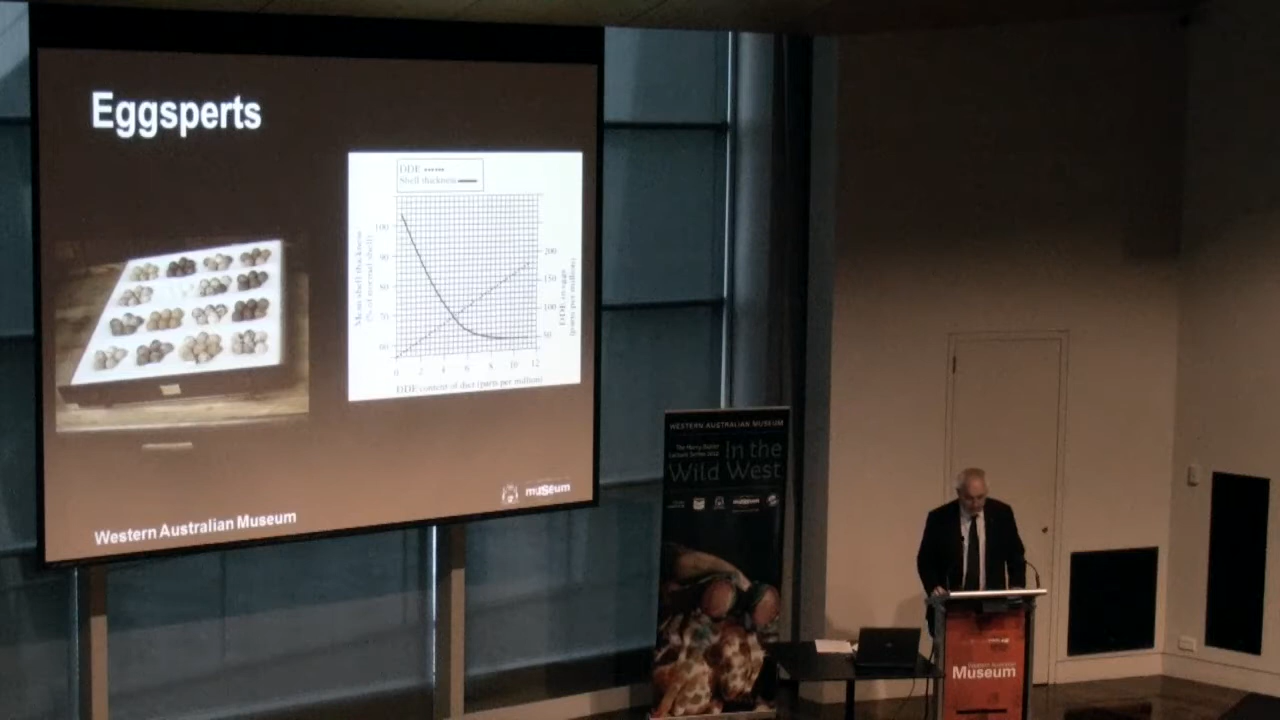 Eggsperts
DDE
Shell thickness
Mean shell thickness
(% of normal shell)
100
90
80
70
60
200
150
100
50
DDE in eggs
(parts per million)
0 2 4 6 8 10 12
DDE content of diet (parts per million)
museum
Western Australian Museum
WESTERN AUSTRALIAN MUSEUM
In the
Wild West
Western Australian
Museum